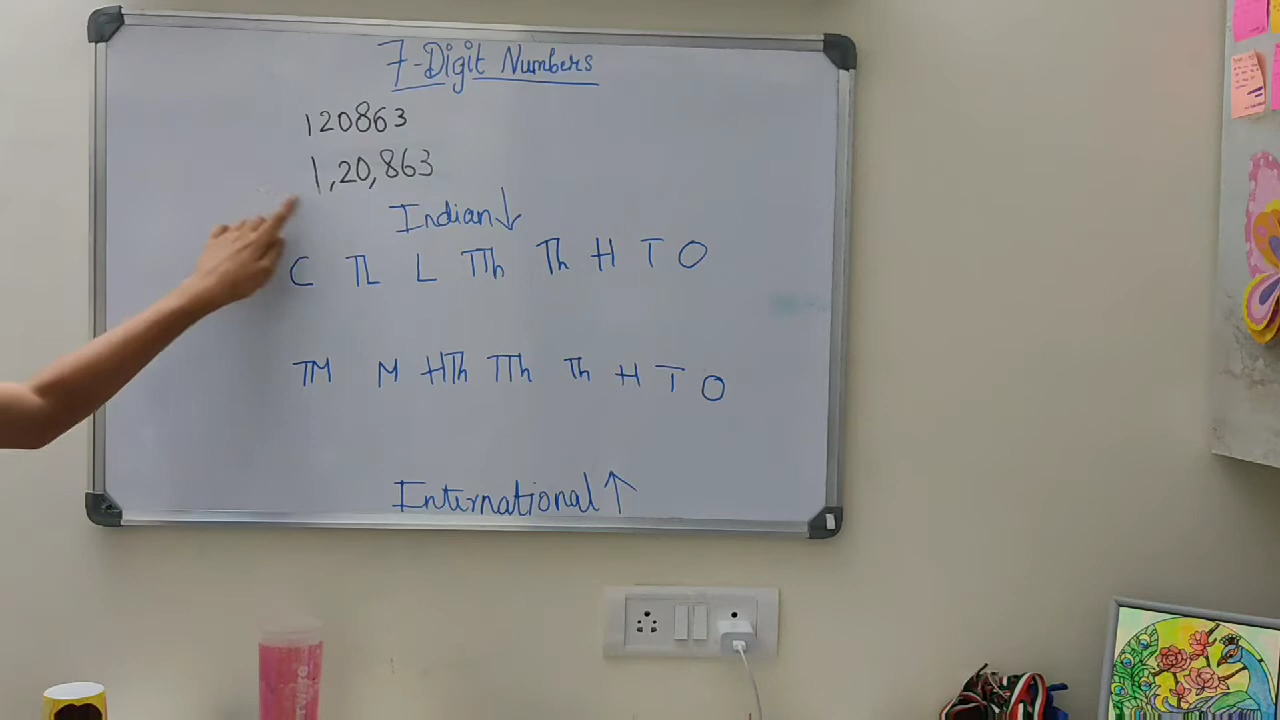 7-Digit Numbers
120863
1,20,863
Indian ↓
C TL L TTh Th H T O
TM M HTh TTh Th H T O
International ↑